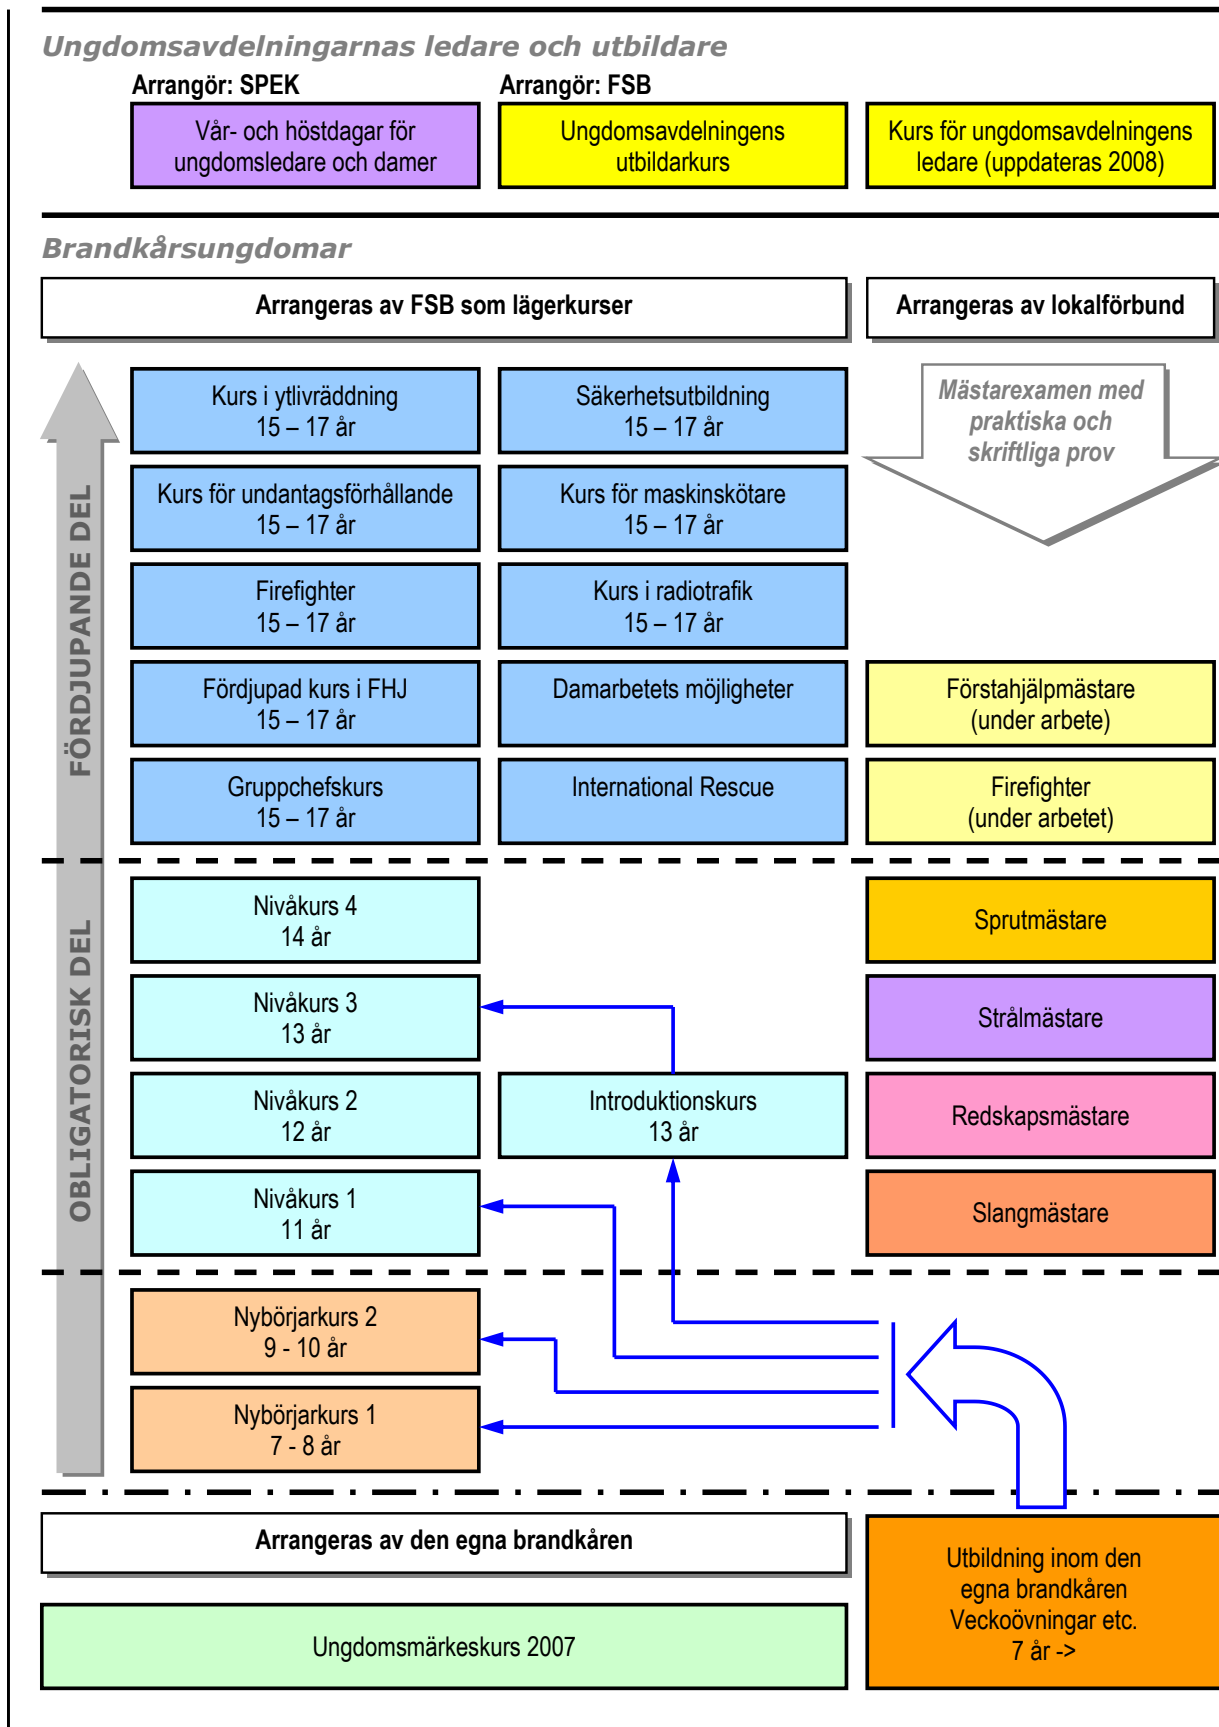 Ungdomsavdelningarnas ledare och utbildare
Arrangör: SPEK
Arrangör: FSB
Vår- och höstdagar för
ungdomsledare och damer
Ungdomsavdelningens
utbildarkurs
Kurs för ungdomsavdelningens
ledare (uppdateras 2008)
Brandkårsungdomar
Arrangeras av FSB som lägerkurser
Arrangeras av lokalförbund
FÖRDJUPANDE DEL
Kurs i ytlivräddning
15 – 17 år
Säkerhetsutbildning
15 – 17 år
Mästarexamen med
praktiska och
skriftliga prov
Kurs för undantagsförhållande
15 – 17 år
Kurs för maskinskötare
15 – 17 år
Firefighter
15 – 17 år
Kurs i radiotrafik
15 – 17 år
Fördjupad kurs i FHJ
15 – 17 år
Damarbetets möjligheter
Förstahjälpmästare
(under arbete)
Gruppchefskurs
15 – 17 år
International Rescue
Firefighter
(under arbetet)
OBLIGATORISK DEL
Nivåkurs 4
14 år
Sprutmästare
Nivåkurs 3
13 år
Strålmästare
Nivåkurs 2
12 år
Introduktionskurs
13 år
Redskapsmästare
Nivåkurs 1
11 år
Slangmästare
Nybörjarkurs 2
9 - 10 år
Nybörjarkurs 1
7 - 8 år
Arrangeras av den egna brandkåren
Utbildning inom den
egna brandkåren
Veckoövningar etc.
7 år ->
Ungdomsmärkeskurs 2007